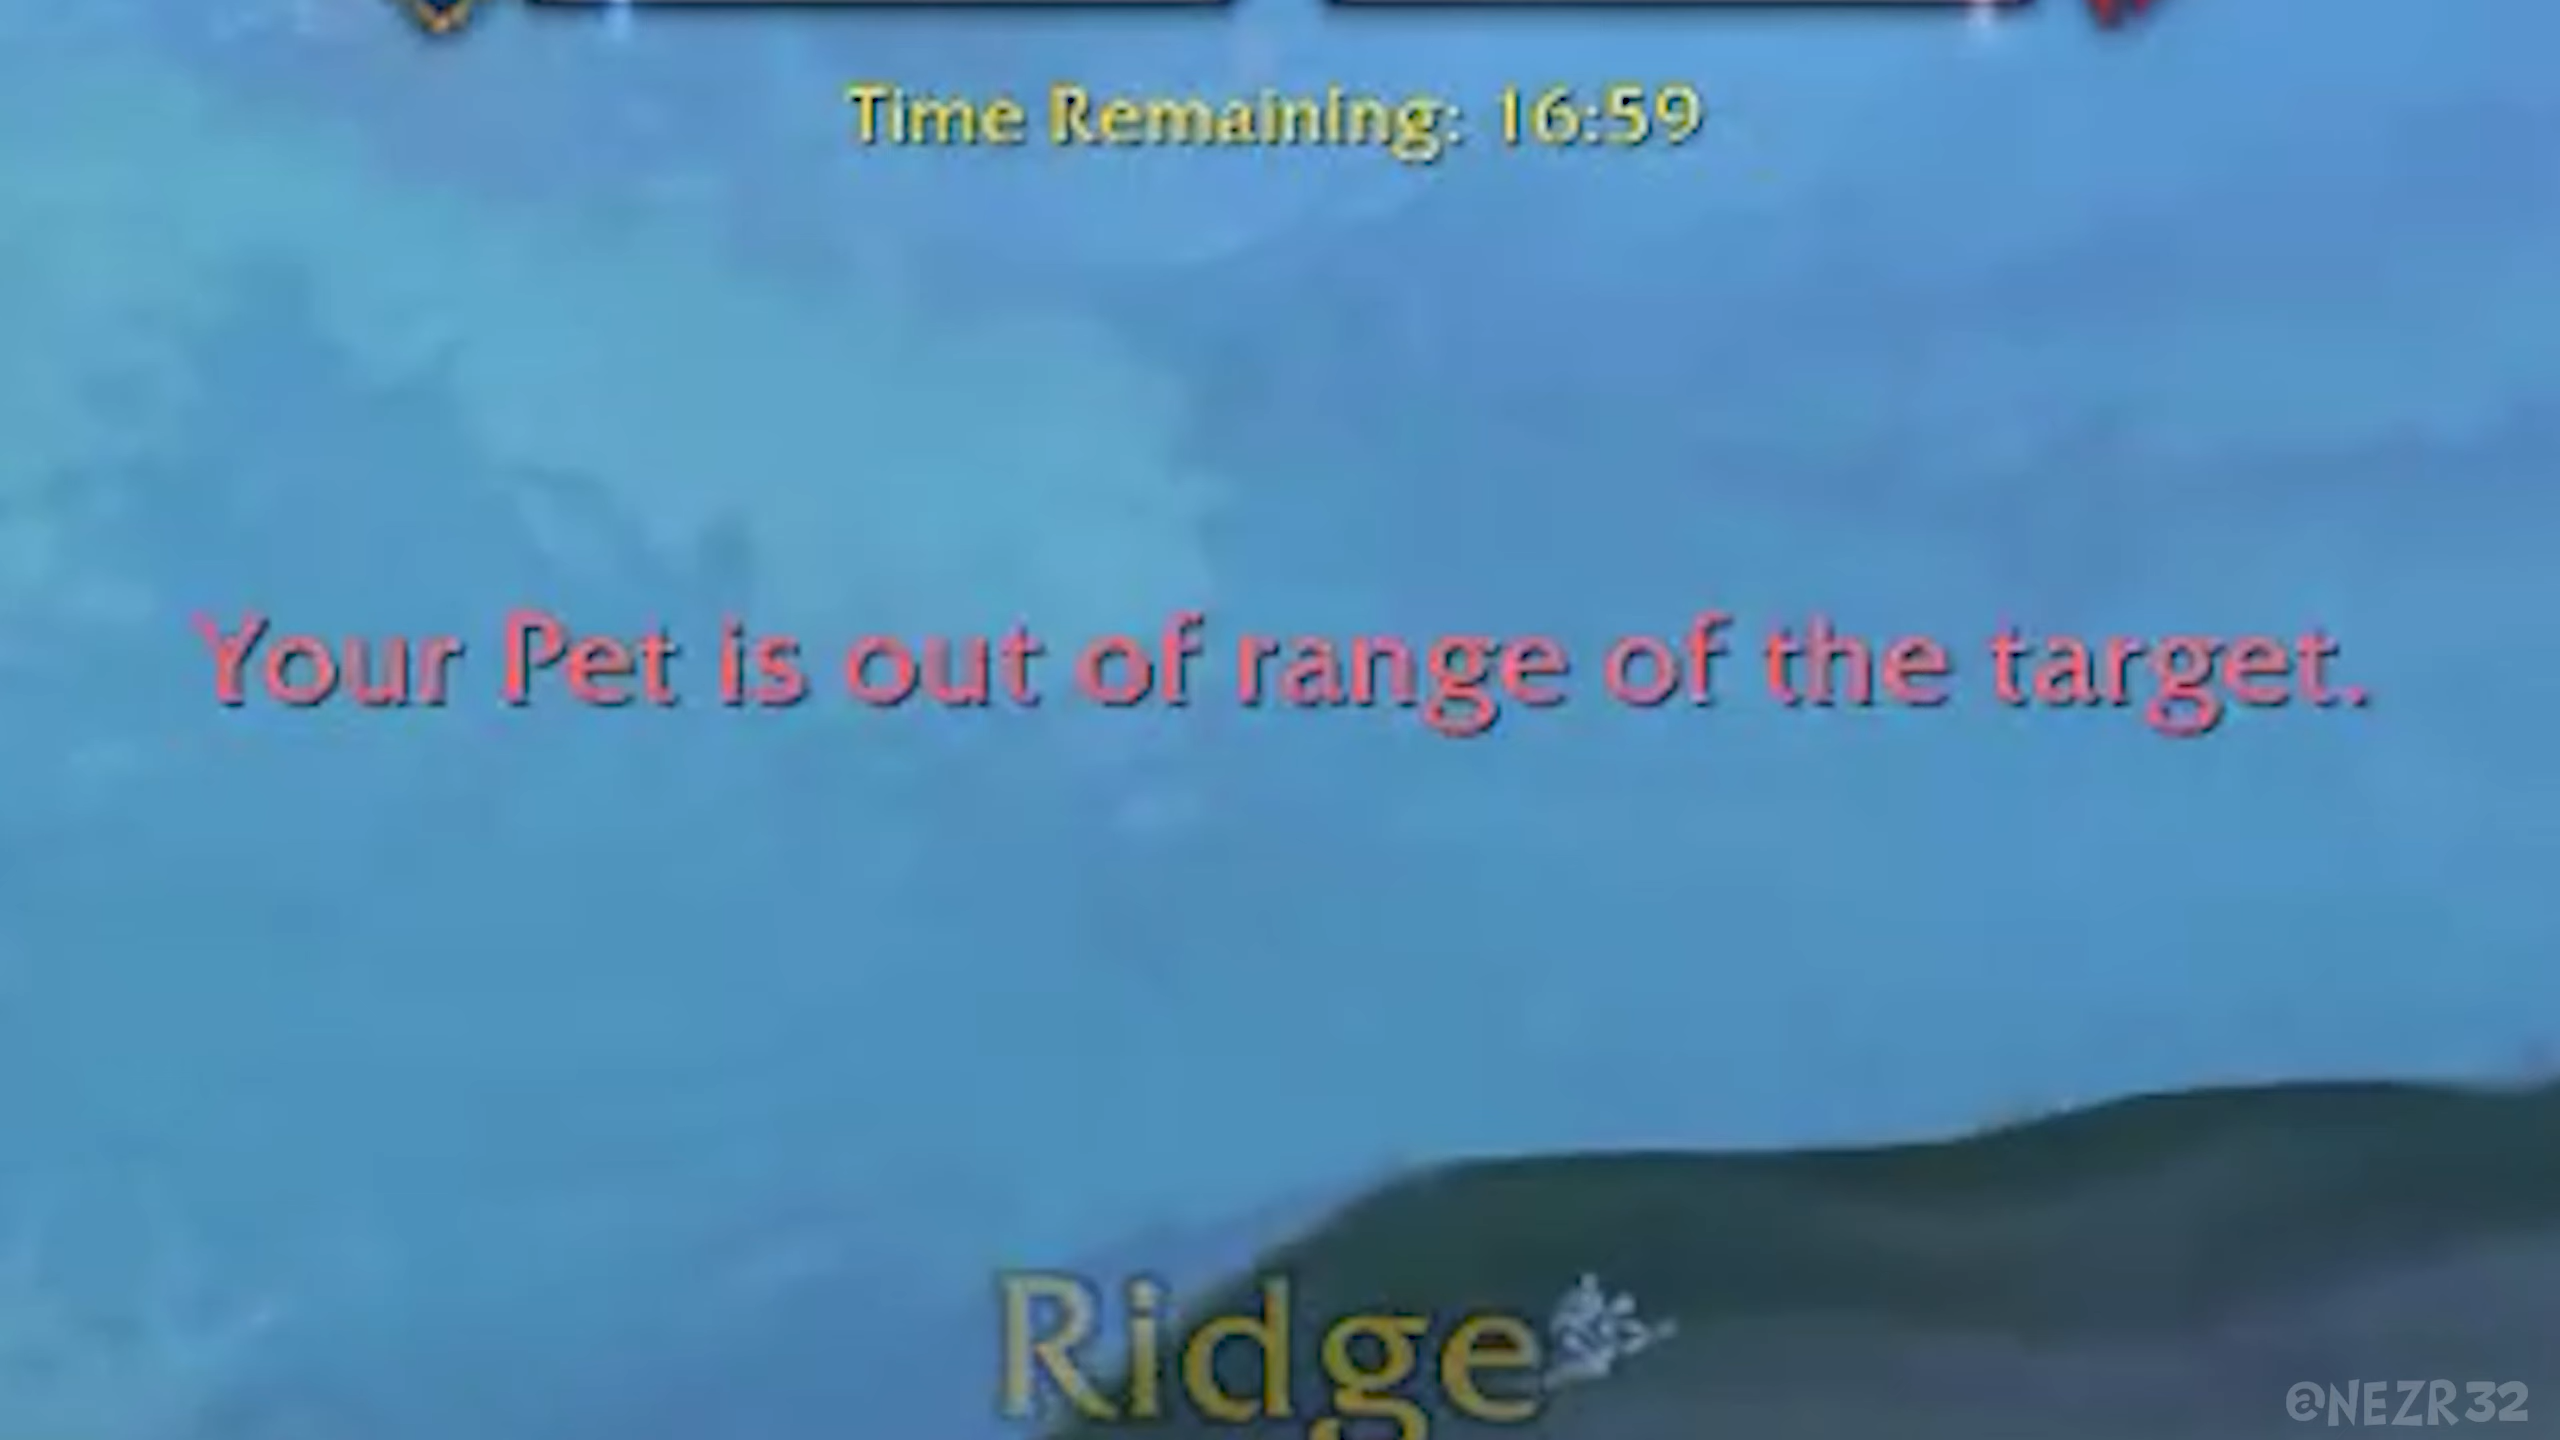 Time Remaining: 16:59
Your Pet is out of range of the target.
Ridge
@NEZR32